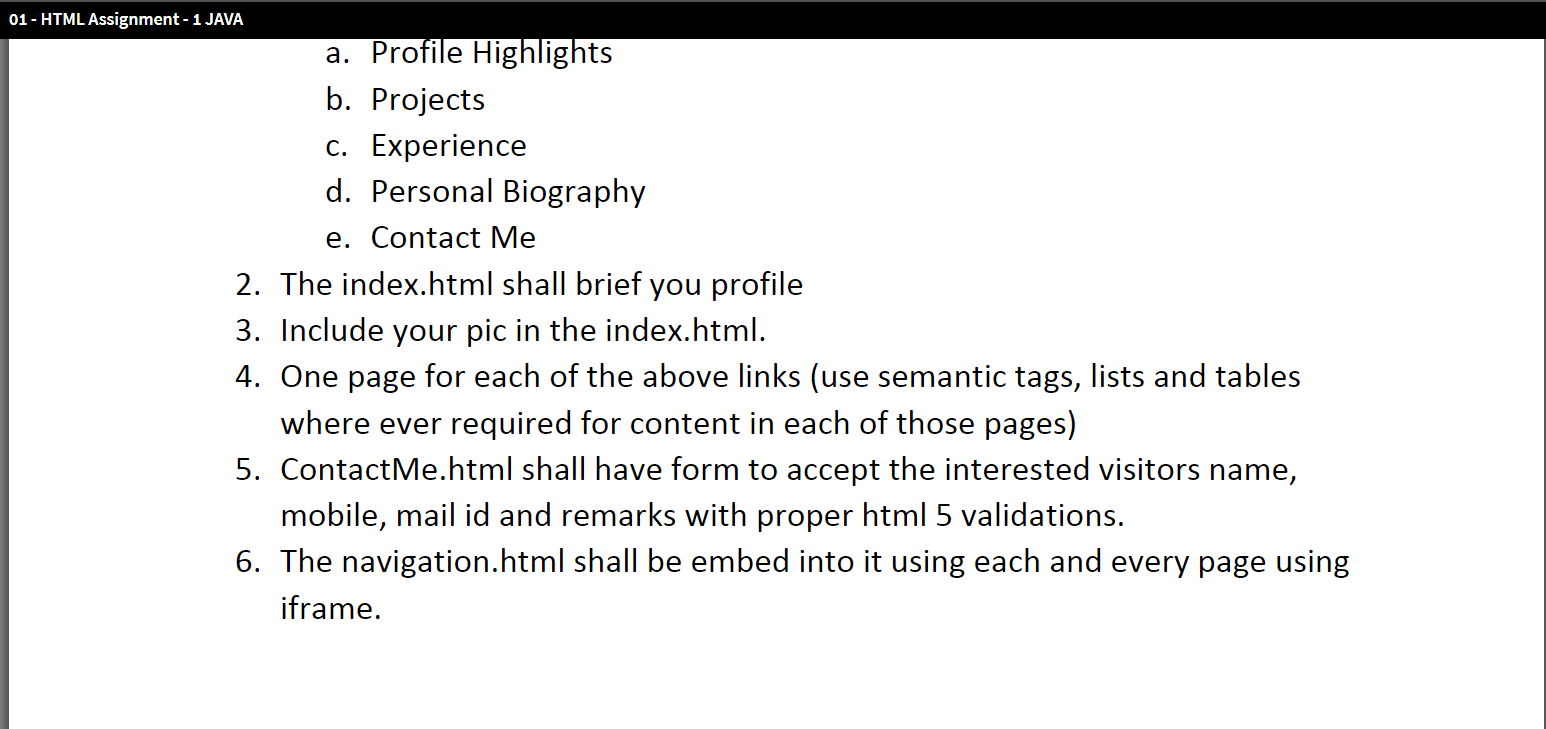 01 - HTML Assignment - 1 JAVA
a. Profile Highlights
b. Projects
c. Experience
d. Personal Biography
e. Contact Me
2. The index.html shall brief you profile
3. Include your pic in the index.html.
4. One page for each of the above links (use semantic tags, lists and tables
where ever required for content in each of those pages)
5. ContactMe.html shall have form to accept the interested visitors name,
mobile, mail id and remarks with proper html 5 validations.
6. The navigation.html shall be embed into it using each and every page using
iframe.